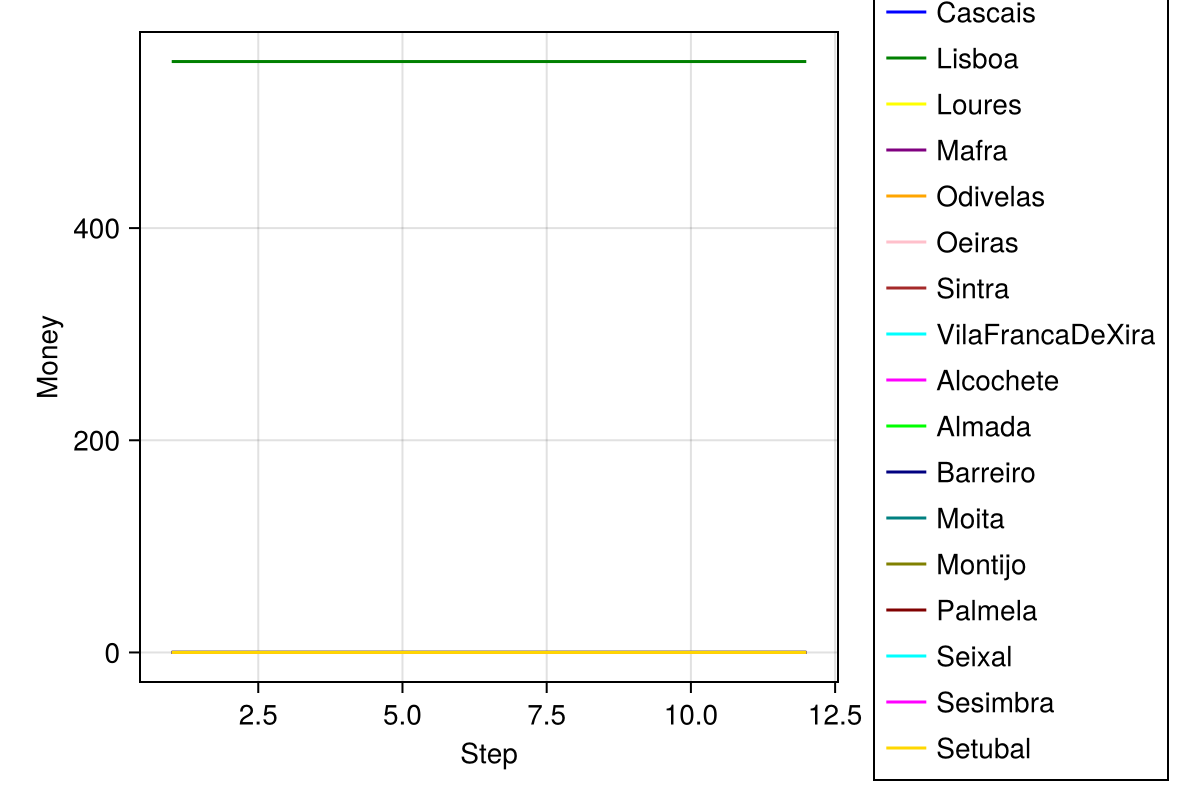 Money
400
200
0
2.5 5.0 7.5 10.0 12.5
Step
Cascais
Lisboa
Loures
Mafra
Odivelas
Oeiras
Sintra
VilaFrancaDeXira
Alcochete
Almada
Barreiro
Moita
Montijo
Palmela
Seixal
Sesimbra
Setubal